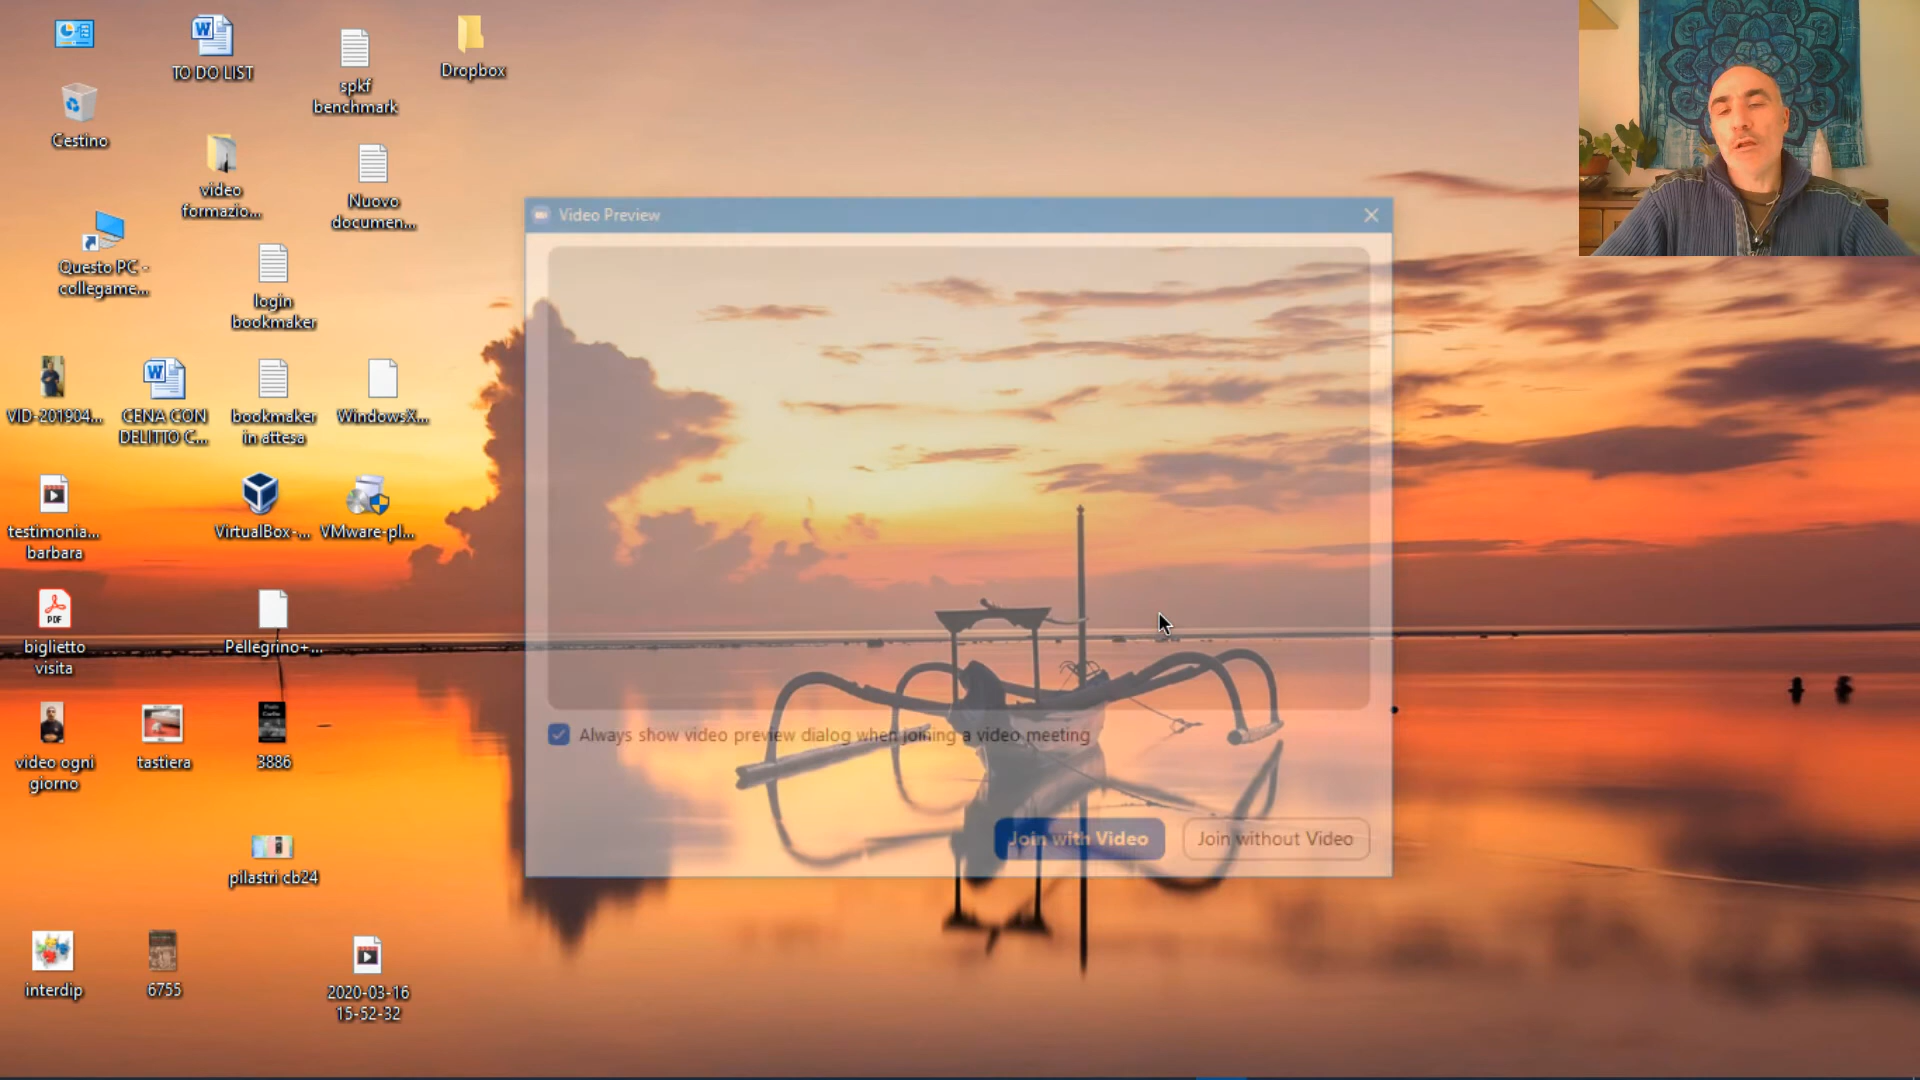 TO DO LIST
spkf
benchmark
Dropbox
Cestino
video
formazio...
Nuovo
documen...
Questo PC -
collegame...
login
bookmaker
VID-201904...
CENA CON
DELITTO C...
bookmaker
in attesa
WindowsX...
testimonia...
barbara
VirtualBox-...
VMware-pl...
PDF
biglietto
visita
Pellegrino+...
video ogni
giorno
tastiera
3886
pilastri cb24
interdip
6755
2020-03-16
15-52-32
Video Preview
Always show video preview dialog when joining a video meeting
Join with Video
Join without Video